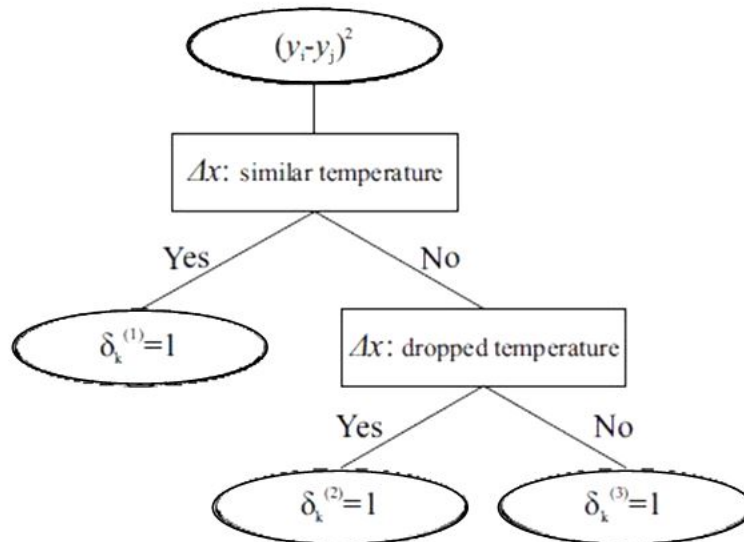 (yᵢ-yⱼ)²
Δx: similar temperature
Yes
No
δₖ⁽¹⁾=1
Δx: dropped temperature
Yes
No
δₖ⁽²⁾=1
δₖ⁽³⁾=1